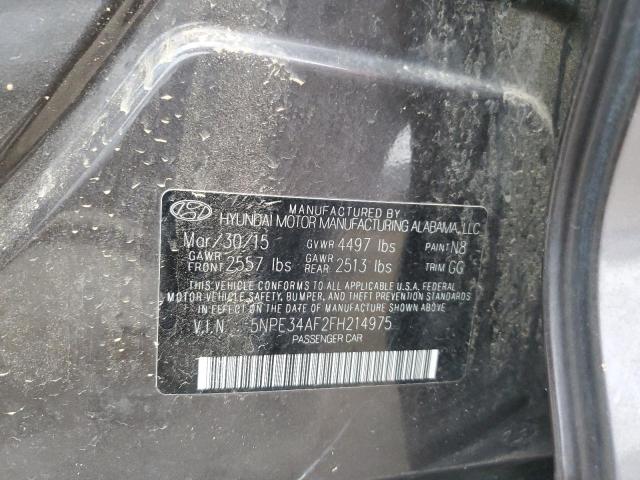 MANUFACTURED BY
HYUNDAI MOTOR MANUFACTURING ALABAMA, LLC
Mar/30/15 GVWR 4497 lbs PAINT N8
GAWR FRONT 2557 lbs GAWR REAR 2513 lbs TRIM GG
THIS VEHICLE CONFORMS TO ALL APPLICABLE U.S. FEDERAL
MOTOR VEHICLE SAFETY, BUMPER, AND THEFT PREVENTION STANDARDS
IN EFFECT ON THE DATE OF MANUFACTURE SHOWN ABOVE
V.I.N. 5NPE34AF2FH214975
PASSENGER CAR